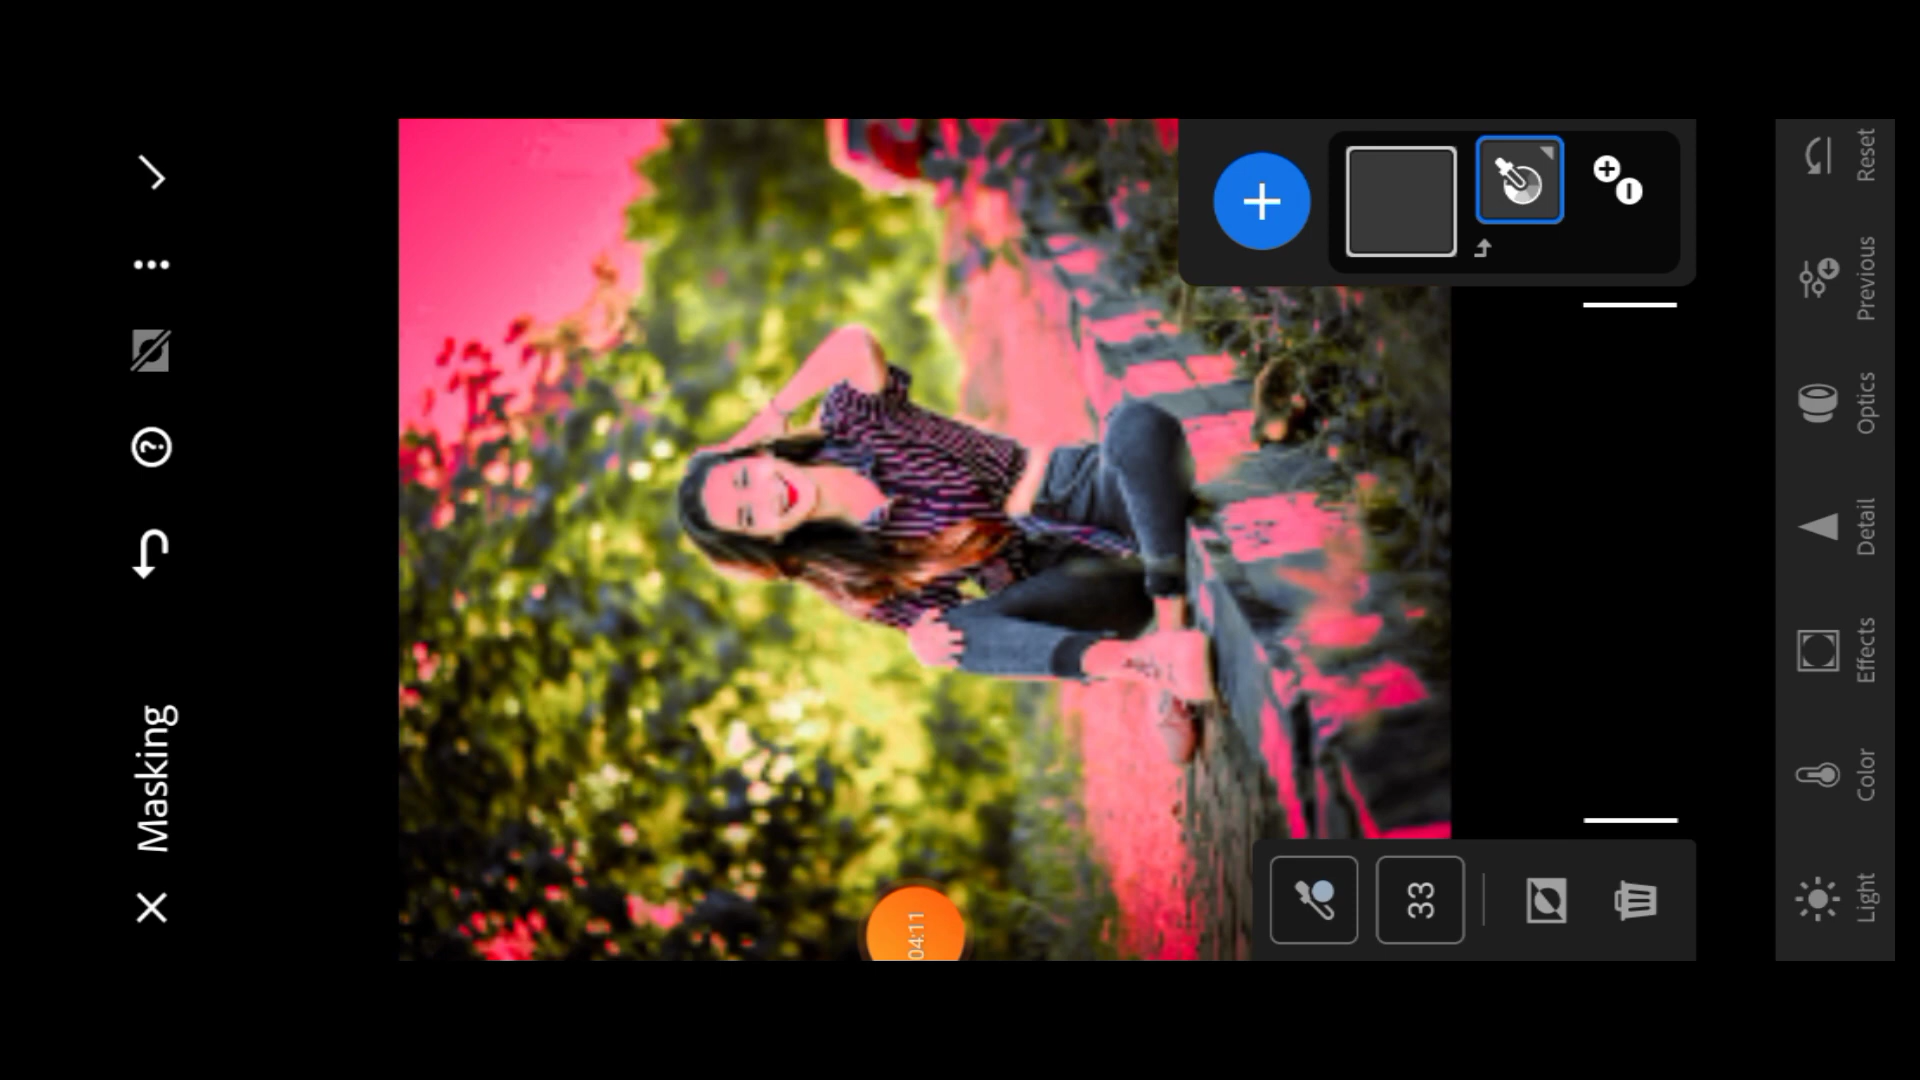 Masking
04:11
33
Light
Color
Effects
Detail
Optics
Previous
Reset